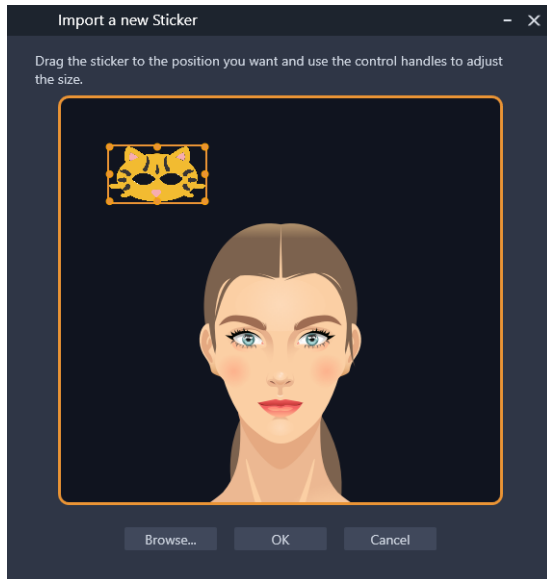 Import a new Sticker
Drag the sticker to the position you want and use the control handles to adjust
the size.
Browse...
OK
Cancel